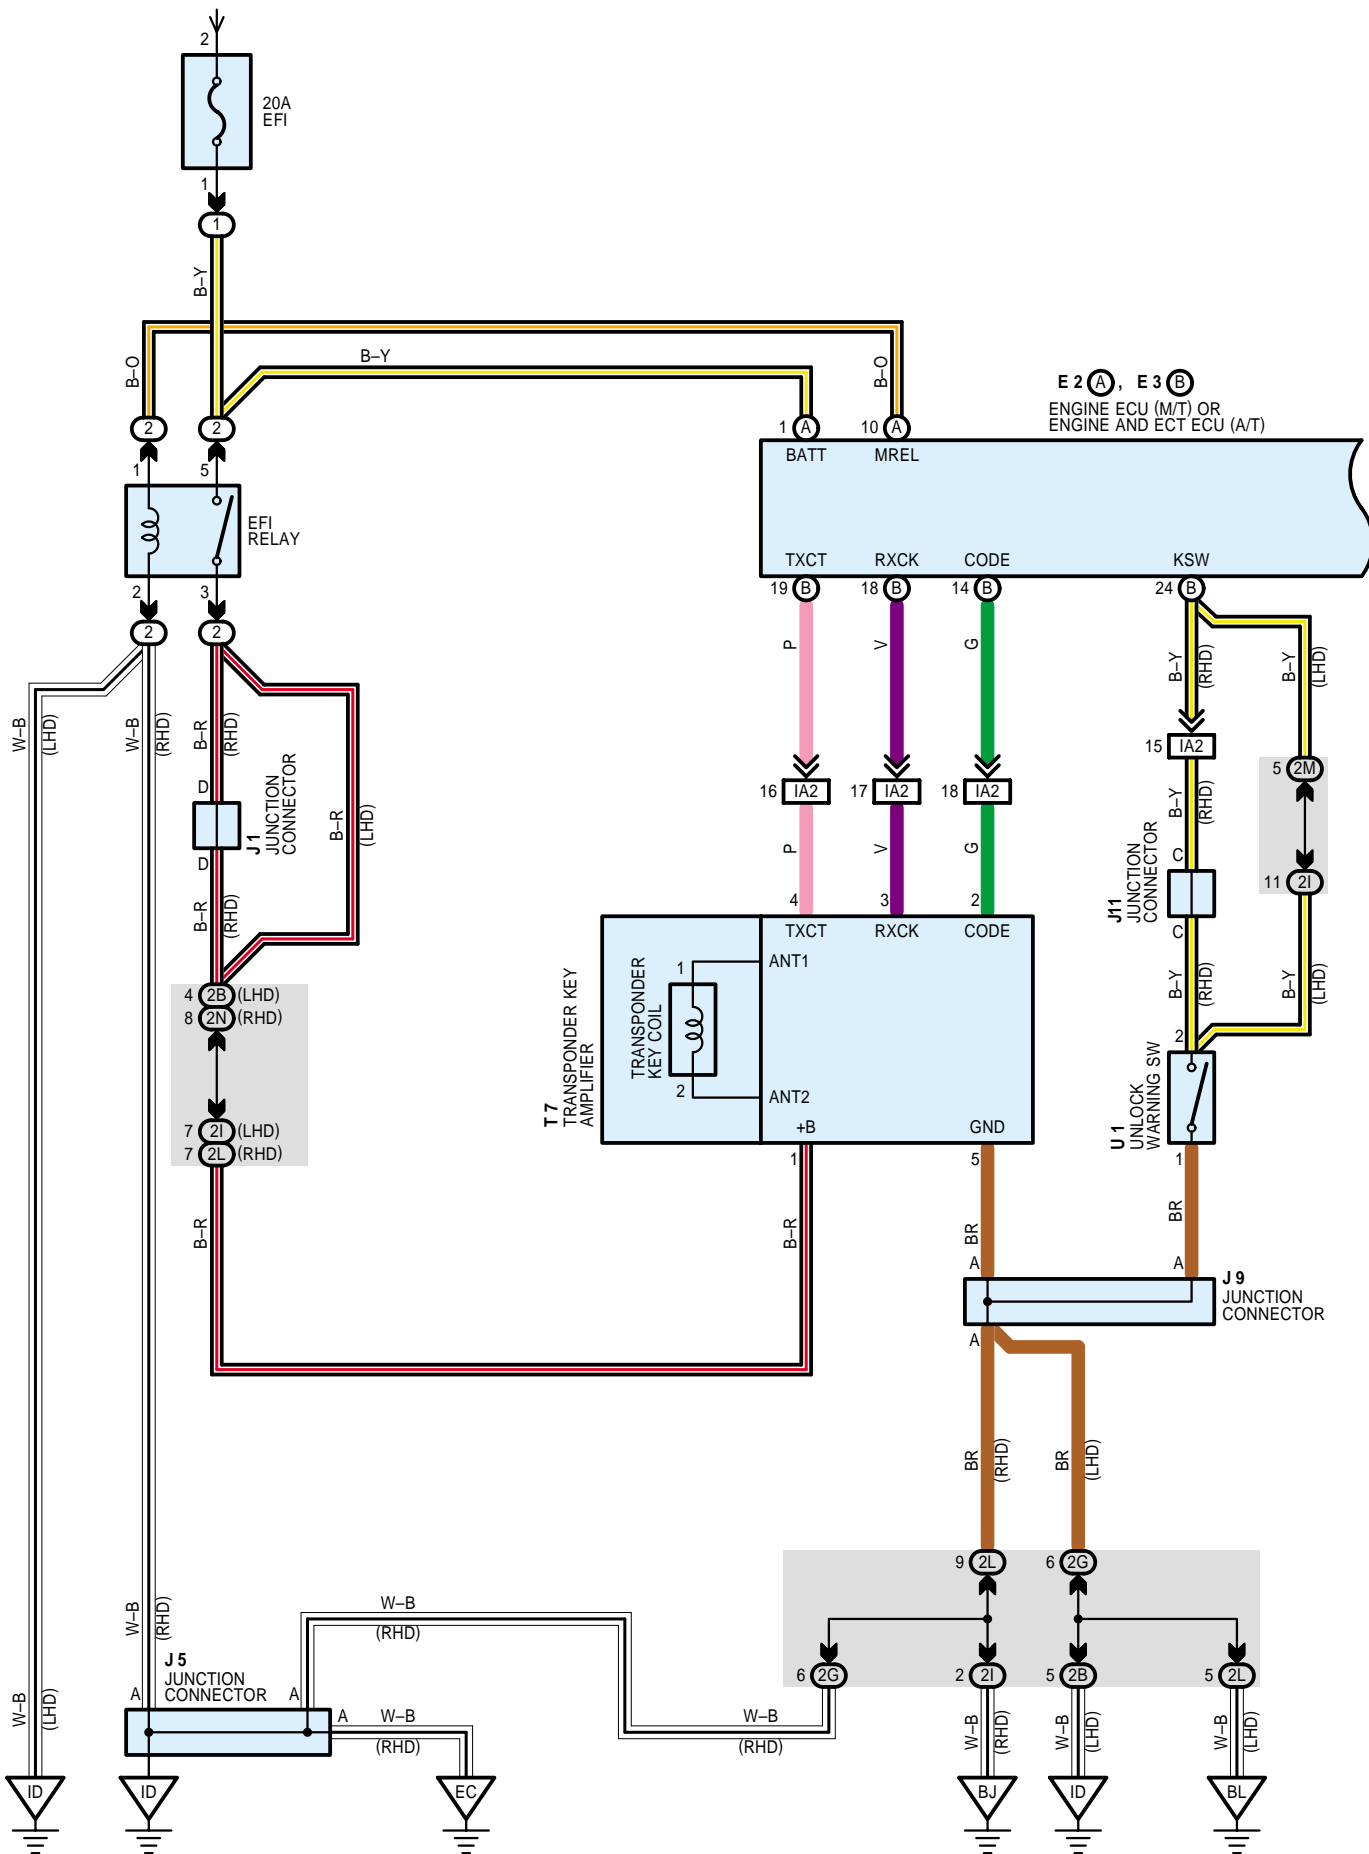 2
20A
EFI
1
1
B–Y
B–O
B–Y
B–O
E 2 A , E 3 B
ENGINE ECU (M/T) OR
ENGINE AND ECT ECU (A/T)
2
2
1 A
10 A
1
5
BATT
MREL
EFI
RELAY
TXCT
RXCK
CODE
KSW
2
3
19 B
18 B
14 B
24 B
2
2
P
V
G
B–Y
(RHD)
B–Y
(LHD)
W–B
(LHD)
W–B
(RHD)
B–R
(RHD)
15 IA2
5 2M
D
16 IA2
17 IA2
18 IA2
J 1
JUNCTION
CONNECTOR
B–R
(LHD)
B–Y
(RHD)
D
P
V
G
C
J11
JUNCTION
CONNECTOR
11 2I
B–R
(RHD)
4
3
2
C
TXCT
RXCK
CODE
1
ANT1
B–Y
(RHD)
B–Y
(LHD)
4 2B (LHD)
8 2N (RHD)
TRANSPONDER
KEY COIL
T 7
TRANSPONDER KEY
AMPLIFIER
2
2
ANT2
U 1
UNLOCK
WARNING SW
7 2I (LHD)
7 2L (RHD)
+B
GND
1
5
1
B–R
B–R
BR
BR
A
A
J 9
JUNCTION
CONNECTOR
A
BR
(RHD)
BR
(LHD)
9 2L
6 2G
W–B
(RHD)
W–B
(RHD)
J 5
JUNCTION
CONNECTOR
6 2G
2 2I
5 2B
5 2L
A
A
A
W–B
(RHD)
W–B
(RHD)
W–B
(LHD)
W–B
(RHD)
W–B
(LHD)
W–B
(LHD)
ID
ID
EC
BJ
ID
BL